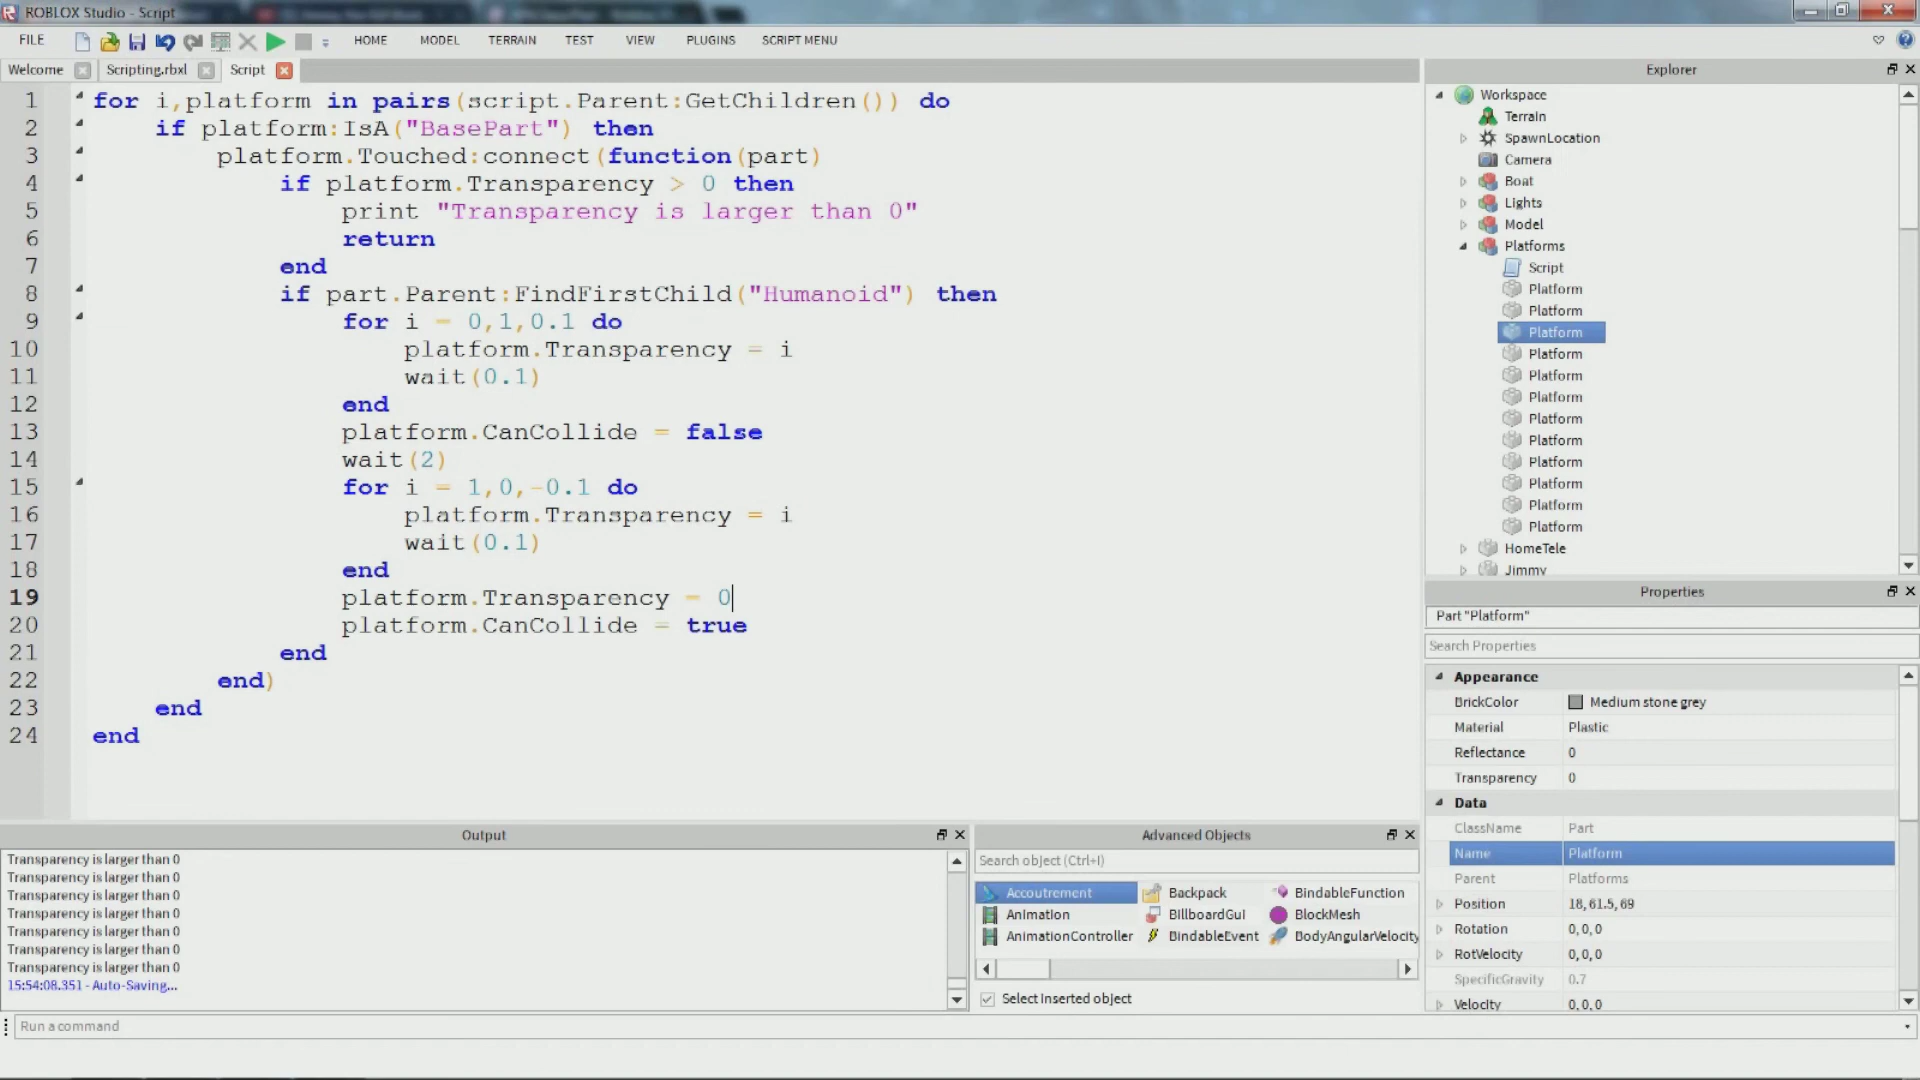 ROBLOX Studio - Script
FILE HOME MODEL TERRAIN TEST VIEW PLUGINS SCRIPT MENU
Welcome Scripting.rbxl Script
1 for i,platform in pairs(script.Parent:GetChildren()) do
2 if platform:IsA("BasePart") then
3 platform.Touched:connect(function(part)
4 if platform.Transparency > 0 then
5 print "Transparency is larger than 0"
6 return
7 end
8 if part.Parent:FindFirstChild("Humanoid") then
9 for i = 0,1,0.1 do
10 platform.Transparency = i
11 wait(0.1)
12 end
13 platform.CanCollide = false
14 wait(2)
15 for i = 1,0,-0.1 do
16 platform.Transparency = i
17 wait(0.1)
18 end
19 platform.Transparency = 0
20 platform.CanCollide = true
21 end
22 end)
23 end
24 end
Explorer
Workspace
Terrain
SpawnLocation
Camera
Boat
Lights
Model
Platforms
Script
Platform
Platform
Platform
Platform
Platform
Platform
Platform
Platform
Platform
Platform
Platform
Platform
HomeTele
Jimmy
Properties
Part "Platform"
Search Properties
Appearance
BrickColor Medium stone grey
Material Plastic
Reflectance 0
Transparency 0
Data
ClassName Part
Name Platform
Parent Platforms
Position 18, 61.5, 69
Rotation 0, 0, 0
RotVelocity 0, 0, 0
SpecificGravity 0.7
Velocity 0, 0, 0
Output
Transparency is larger than 0
Transparency is larger than 0
Transparency is larger than 0
Transparency is larger than 0
Transparency is larger than 0
Transparency is larger than 0
Transparency is larger than 0
15:54:08.351 - Auto-Saving...
Advanced Objects
Search object (Ctrl+I)
Accoutrement Backpack BindableFunction
Animation BillboardGui BlockMesh
AnimationController BindableEvent BodyAngularVelocity
Select Inserted object
Run a command